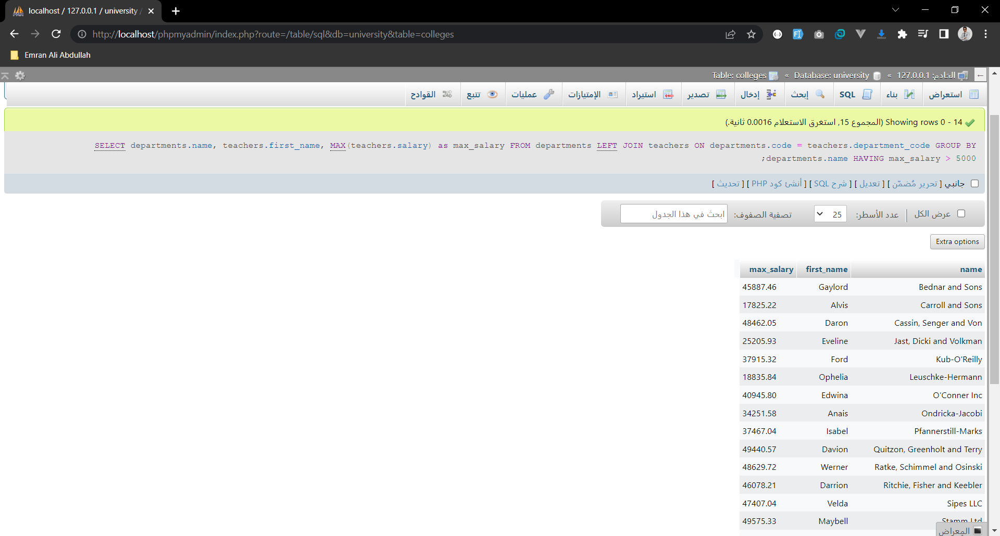 localhost / 127.0.0.1 / university /
http://localhost/phpmyadmin/index.php?route=/table/sql&db=university&table=colleges
Emran Ali Abdullah
الخادم: 127.0.0.1 » Database: university » Table: colleges
استعراض بناء SQL إبحث إدخال تصدير استيراد الإمتيازات عمليات تتبع القوادح
Showing rows 0 - 14 (المجموع 15, استغرق الاستعلام 0.0016 ثانية.)
SELECT departments.name, teachers.first_name, MAX(teachers.salary) as max_salary FROM departments LEFT JOIN teachers ON departments.code = teachers.department_code GROUP BY
departments.name HAVING max_salary > 5000;
جانبي [ تحرير مُضمّن ] [ تعديل ] [ شرح SQL ] [ أنشئ كود PHP ] [ تحديث ]
عرض الكل عدد الأسطر: 25 تصفية الصفوف: ابحث في هذا الجدول
Extra options
name first_name max_salary
Bednar and Sons Gaylord 45887.46
Carroll and Sons Alvis 17825.22
Cassin, Senger and Von Daron 48462.05
Jast, Dicki and Volkman Eveline 25205.93
Kub-O'Reilly Ford 37915.32
Leuschke-Hermann Ophelia 18835.84
O'Conner Inc Edwina 40945.80
Ondricka-Jacobi Anais 34251.58
Pfannerstill-Marks Isabel 37467.04
Quitzon, Greenholt and Terry Davion 49440.57
Ratke, Schimmel and Osinski Werner 48629.72
Ritchie, Fisher and Keebler Darrion 46078.21
Sipes LLC Velda 47407.04
Stamm Ltd Maybell 49575.33
المعراض